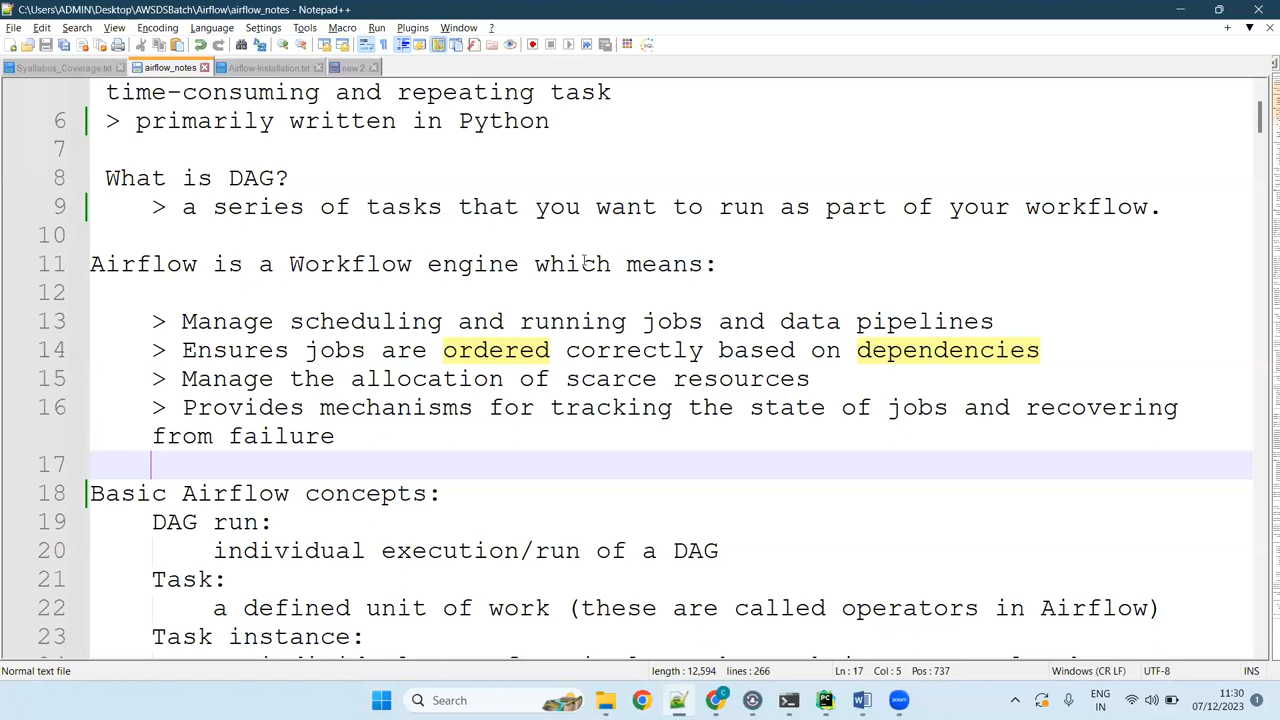 C:\Users\ADMIN\Desktop\AWSDSBatch\Airflow\airflow_notes - Notepad++
File Edit Search View Encoding Language Settings Tools Macro Run Plugins Window ?
Syallabus_Coverage.txt airflow_notes Airflow-Installation.txt new 2
time-consuming and repeating task
6 > primarily written in Python
7
8 What is DAG?
9 > a series of tasks that you want to run as part of your workflow.
10
11 Airflow is a Workflow engine which means:
12
13 > Manage scheduling and running jobs and data pipelines
14 > Ensures jobs are ordered correctly based on dependencies
15 > Manage the allocation of scarce resources
16 > Provides mechanisms for tracking the state of jobs and recovering
from failure
17
18 Basic Airflow concepts:
19 DAG run:
20 individual execution/run of a DAG
21 Task:
22 a defined unit of work (these are called operators in Airflow)
23 Task instance:
Normal text file length : 12,594 lines : 266 Ln : 17 Col : 5 Pos : 737 Windows (CR LF) UTF-8 INS
Search ENG IN 11:30 07/12/2023